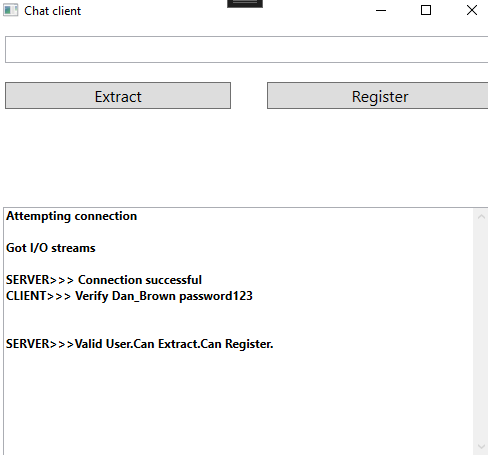 Chat client
Extract
Register
Attempting connection
Got I/O streams
SERVER>>> Connection successful
CLIENT>>> Verify Dan_Brown password123
SERVER>>>Valid User.Can Extract.Can Register.